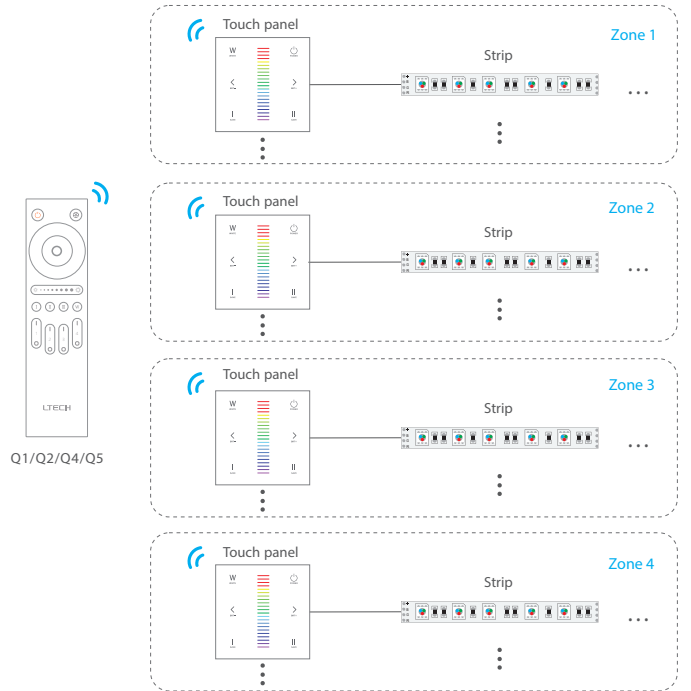 Touch panel
Zone 1
Strip
W
I
II
...
Touch panel
Zone 2
Strip
W
I
II
...
LTECH
Q1/Q2/Q4/Q5
Touch panel
Zone 3
Strip
W
I
II
...
Touch panel
Zone 4
Strip
W
I
II
...